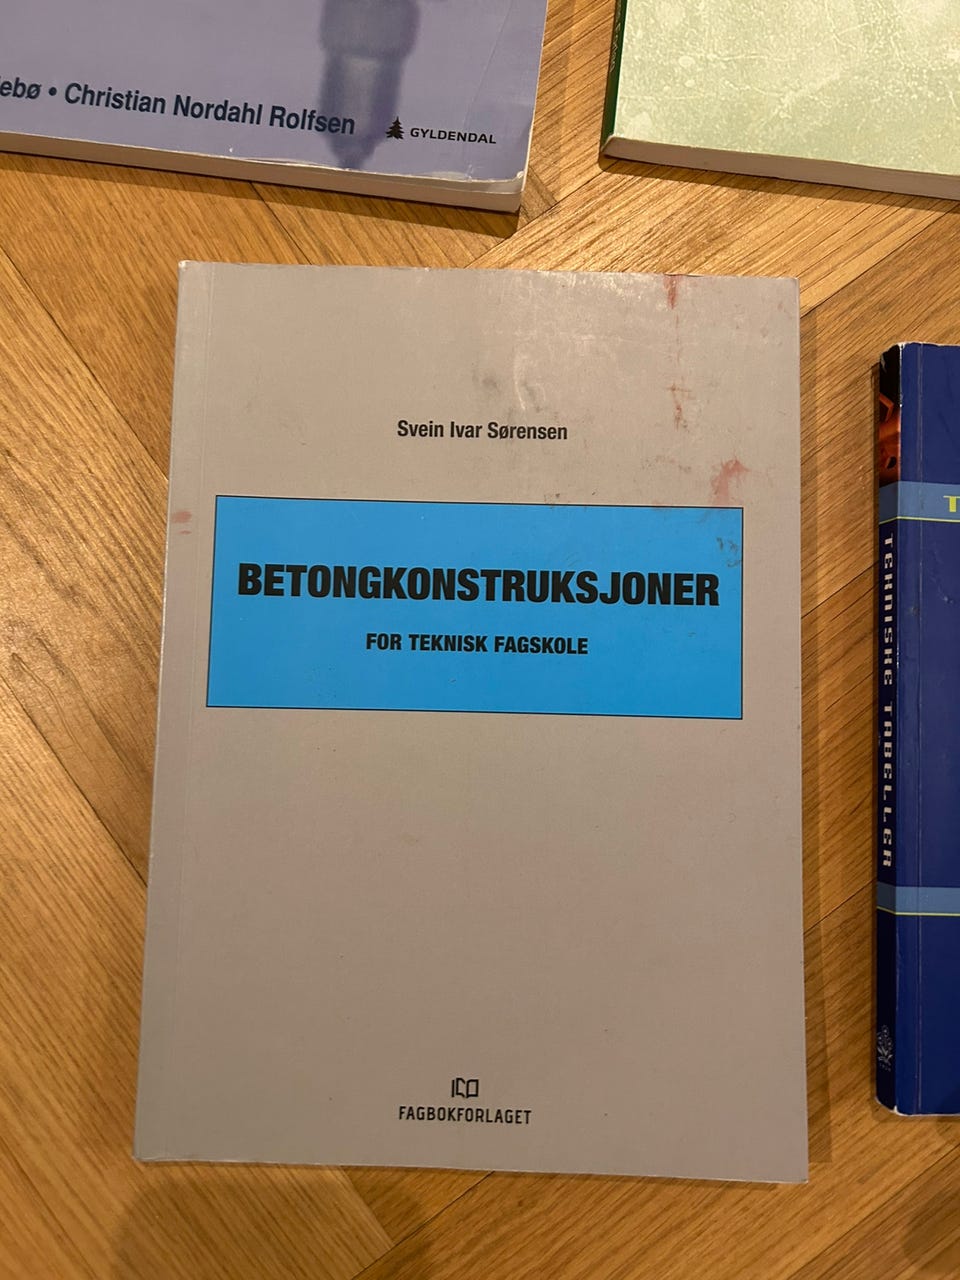 Christian Nordahl Rolfsen
GYLDENDAL
Svein Ivar Sørensen
BETONGKONSTRUKSJONER
FOR TEKNISK FAGSKOLE
FAGBOKFORLAGET
TEKNISKE TABELLER